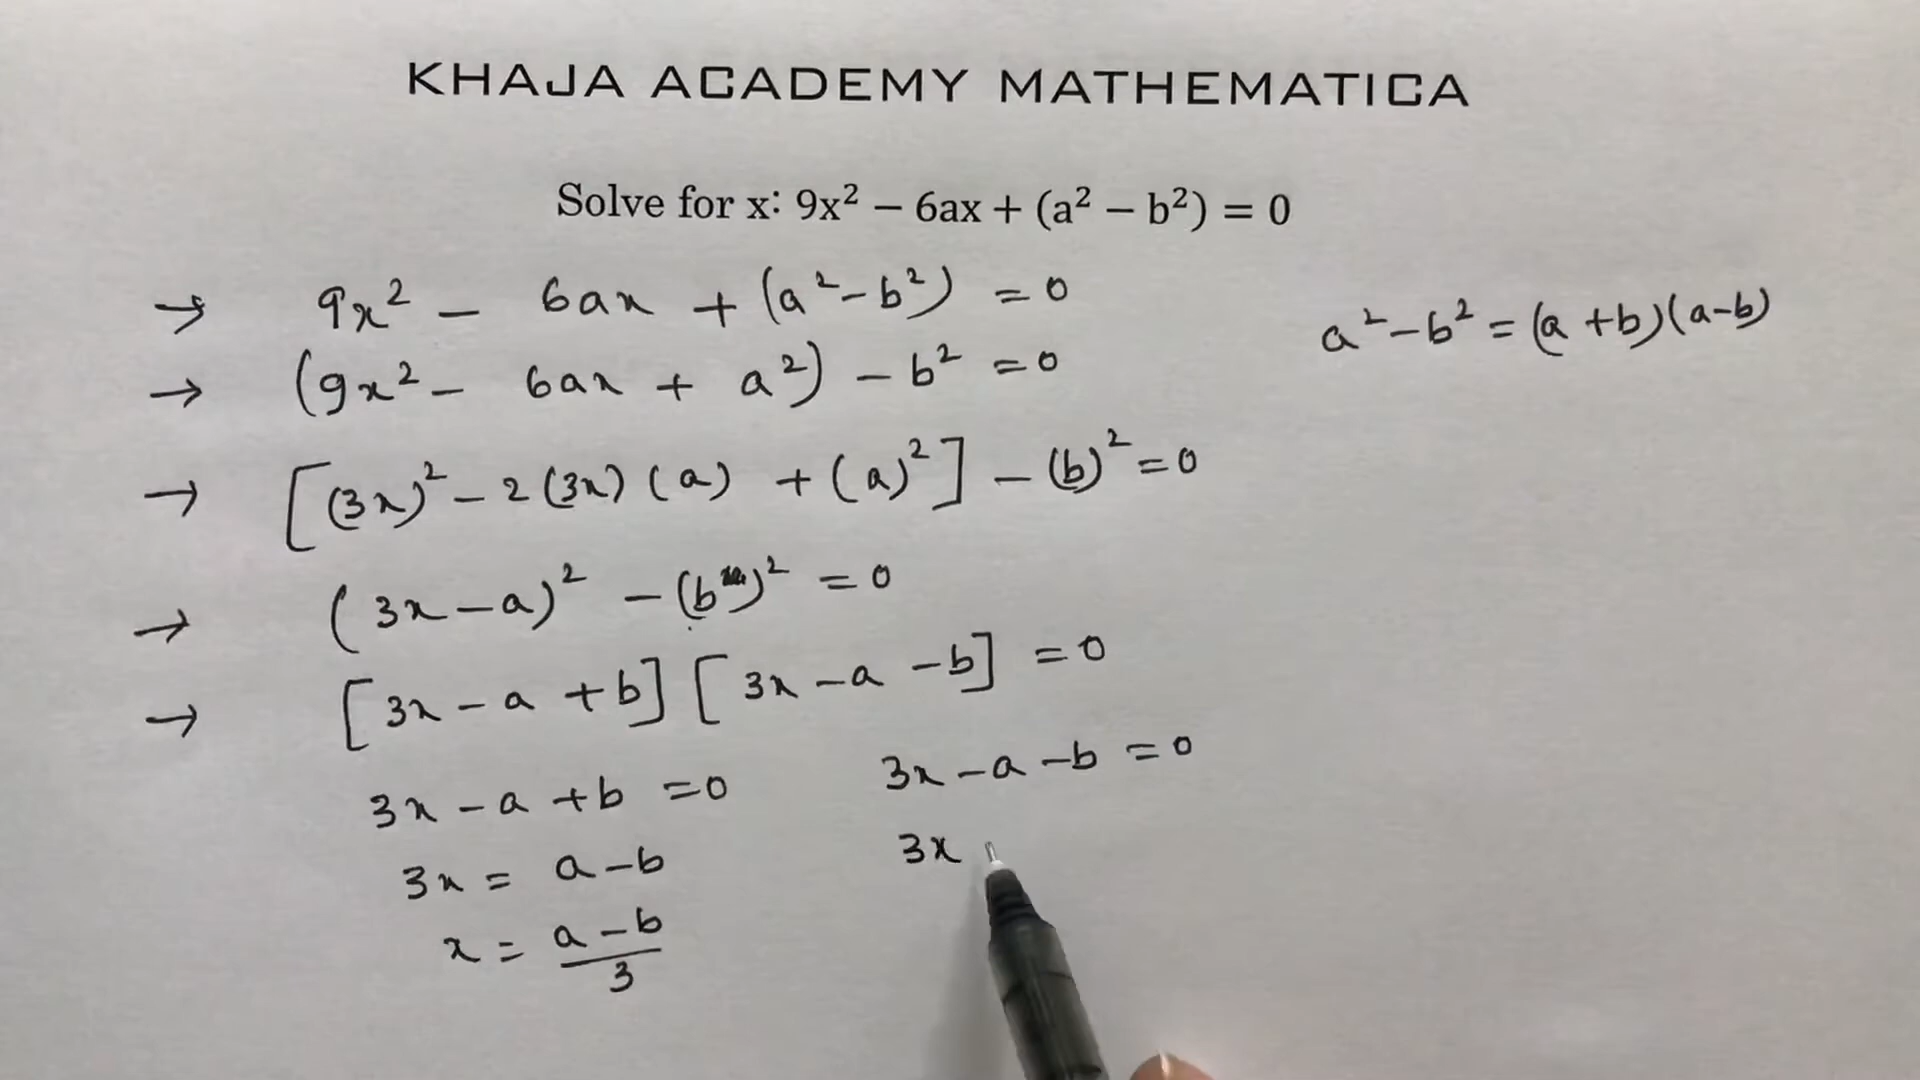 KHAJA ACADEMY MATHEMATICA
Solve for x: 9x² − 6ax + (a² − b²) = 0
→ 9x² − 6ax + (a² − b²) = 0
a² − b² = (a + b)(a − b)
→ (9x² − 6ax + a²) − b² = 0
→ [(3x)² − 2(3x)(a) + (a)²] − (b)² = 0
→ (3x − a)² − (b)² = 0
→ [3x − a + b][3x − a − b] = 0
3x − a + b = 0
3x = a − b
x = a − b / 3
3x − a − b = 0
3x